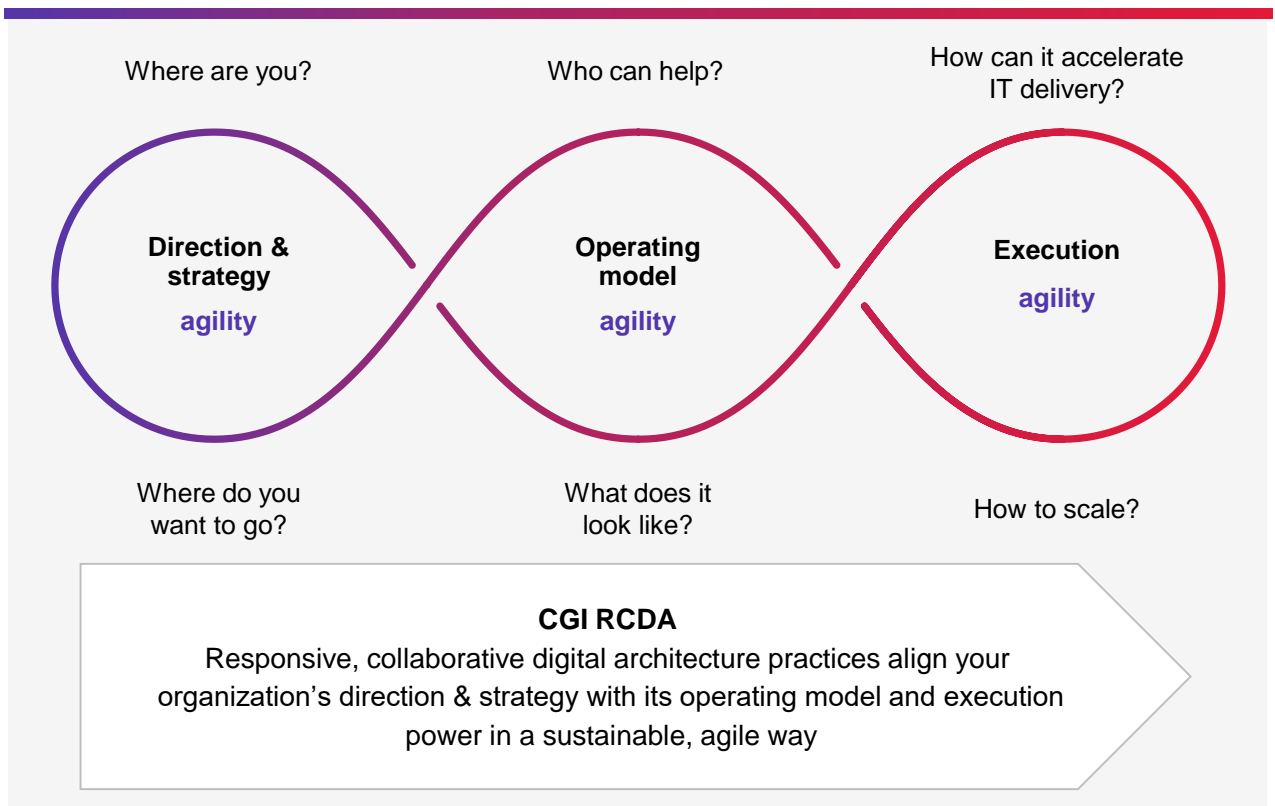 Where are you?
Who can help?
How can it accelerate
IT delivery?
Direction &
strategy
agility
Operating
model
agility
Execution
agility
Where do you
want to go?
What does it
look like?
How to scale?
CGI RCDA
Responsive, collaborative digital architecture practices align your
organization’s direction & strategy with its operating model and execution
power in a sustainable, agile way